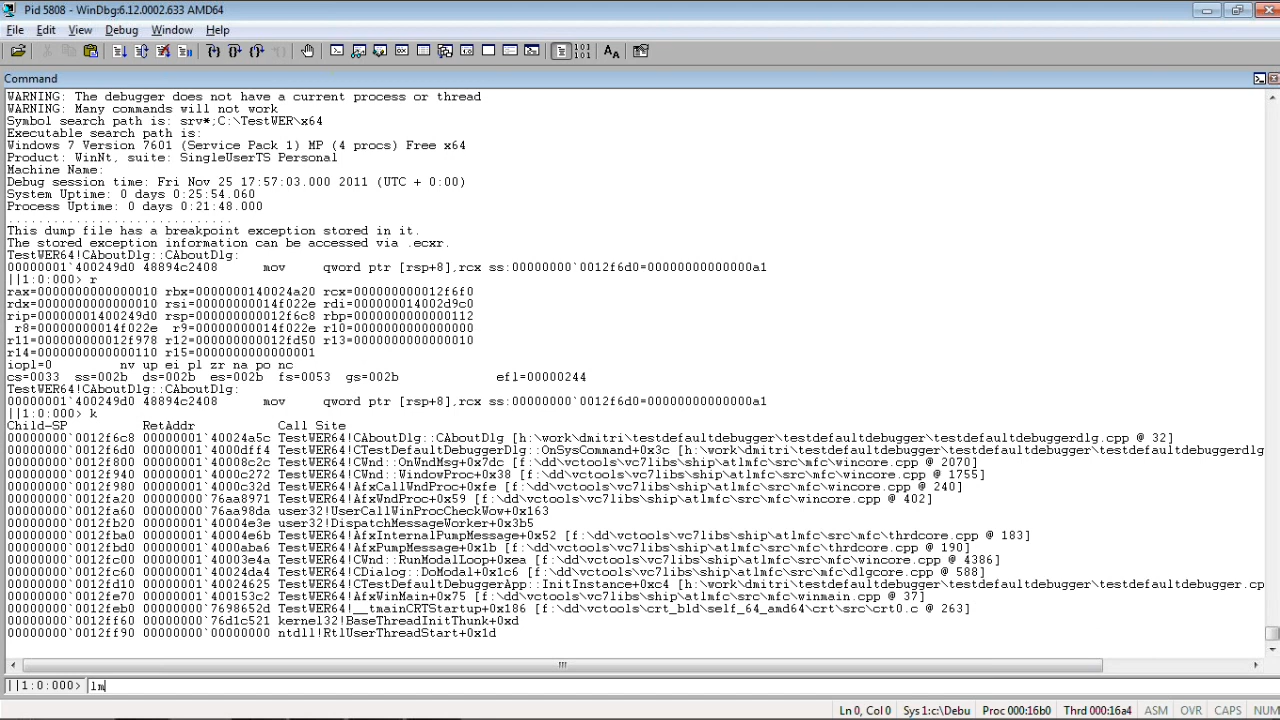 Pid 5808 - WinDbg:6.12.0002.633 AMD64
File Edit View Debug Window Help
Command
WARNING: The debugger does not have a current process or thread
WARNING: Many commands will not work
Symbol search path is: srv*;C:\TestWER\x64
Executable search path is:
Windows 7 Version 7601 (Service Pack 1) MP (4 procs) Free x64
Product: WinNt, suite: SingleUserTS Personal
Machine Name:
Debug session time: Fri Nov 25 17:57:03.000 2011 (UTC + 0:00)
System Uptime: 0 days 0:25:54.060
Process Uptime: 0 days 0:21:48.000
..............................
This dump file has a breakpoint exception stored in it.
The stored exception information can be accessed via .ecxr.
TestWER64!CAboutDlg::CAboutDlg:
00000001`400249d0 48894c2408 mov qword ptr [rsp+8],rcx ss:00000000`0012f6d0=00000000000000a1
||1:0:000> r
rax=0000000000000010 rbx=0000000140024a20 rcx=000000000012f6f0
rdx=0000000000000010 rsi=00000000014f022e rdi=000000014002d9c0
rip=00000001400249d0 rsp=000000000012f6c8 rbp=0000000000000112
r8=00000000014f022e r9=00000000014f022e r10=0000000000000000
r11=000000000012f978 r12=000000000012fd50 r13=0000000000000010
r14=0000000000000110 r15=0000000000000001
iopl=0 nv up ei pl zr na po nc
cs=0033 ss=002b ds=002b es=002b fs=0053 gs=002b efl=00000244
TestWER64!CAboutDlg::CAboutDlg:
00000001`400249d0 48894c2408 mov qword ptr [rsp+8],rcx ss:00000000`0012f6d0=00000000000000a1
||1:0:000> k
Child-SP RetAddr Call Site
00000000`0012f6c8 00000001`40024a5c TestWER64!CAboutDlg::CAboutDlg [h:\work\dmitri\testdefaultdebugger\testdefaultdebugger\testdefaultdebuggerdlg.cpp @ 32]
00000000`0012f6d0 00000001`4000dff4 TestWER64!CTestDefaultDebuggerDlg::OnSysCommand+0x3c [h:\work\dmitri\testdefaultdebugger\testdefaultdebugger\testdefaultdebuggerdlg
00000000`0012f800 00000001`40008c2c TestWER64!CWnd::OnWndMsg+0x7dc [f:\dd\vctools\vc7libs\ship\atlmfc\src\mfc\wincore.cpp @ 2070]
00000000`0012f940 00000001`4000c272 TestWER64!CWnd::WindowProc+0x38 [f:\dd\vctools\vc7libs\ship\atlmfc\src\mfc\wincore.cpp @ 1755]
00000000`0012f980 00000001`4000c32d TestWER64!AfxCallWndProc+0xfe [f:\dd\vctools\vc7libs\ship\atlmfc\src\mfc\wincore.cpp @ 240]
00000000`0012fa20 00000000`76aa8971 TestWER64!AfxWndProc+0x59 [f:\dd\vctools\vc7libs\ship\atlmfc\src\mfc\wincore.cpp @ 402]
00000000`0012fa60 00000000`76aa98da user32!UserCallWinProcCheckWow+0x163
00000000`0012fb20 00000001`40004e3e user32!DispatchMessageWorker+0x3b5
00000000`0012fba0 00000001`40004e6b TestWER64!AfxInternalPumpMessage+0x52 [f:\dd\vctools\vc7libs\ship\atlmfc\src\mfc\thrdcore.cpp @ 183]
00000000`0012fbd0 00000001`4000aba6 TestWER64!AfxPumpMessage+0x1b [f:\dd\vctools\vc7libs\ship\atlmfc\src\mfc\thrdcore.cpp @ 190]
00000000`0012fc00 00000001`40003e4a TestWER64!CWnd::RunModalLoop+0xea [f:\dd\vctools\vc7libs\ship\atlmfc\src\mfc\wincore.cpp @ 4386]
00000000`0012fc60 00000001`40024da4 TestWER64!CDialog::DoModal+0x1c6 [f:\dd\vctools\vc7libs\ship\atlmfc\src\mfc\dlgcore.cpp @ 588]
00000000`0012fd10 00000001`40024622 TestWER64!CTestDefaultDebuggerApp::InitInstance+0xc4 [h:\work\dmitri\testdefaultdebugger\testdefaultdebugger\testdefaultdebugger.cp
00000000`0012fe70 00000001`400153c2 TestWER64!AfxWinMain+0x75 [f:\dd\vctools\vc7libs\ship\atlmfc\src\mfc\winmain.cpp @ 37]
00000000`0012feb0 00000000`7698652d TestWER64!__tmainCRTStartup+0x186 [f:\dd\vctools\crt_bld\self_64_amd64\crt\src\crt0.c @ 263]
00000000`0012ff60 00000000`76d1c521 kernel32!BaseThreadInitThunk+0xd
00000000`0012ff90 00000000`00000000 ntdll!RtlUserThreadStart+0x1d
||1:0:000> lm
Ln 0, Col 0 Sys 1:c:\Debu Proc 000:16b0 Thrd 000:16a4 ASM OVR CAPS NUM